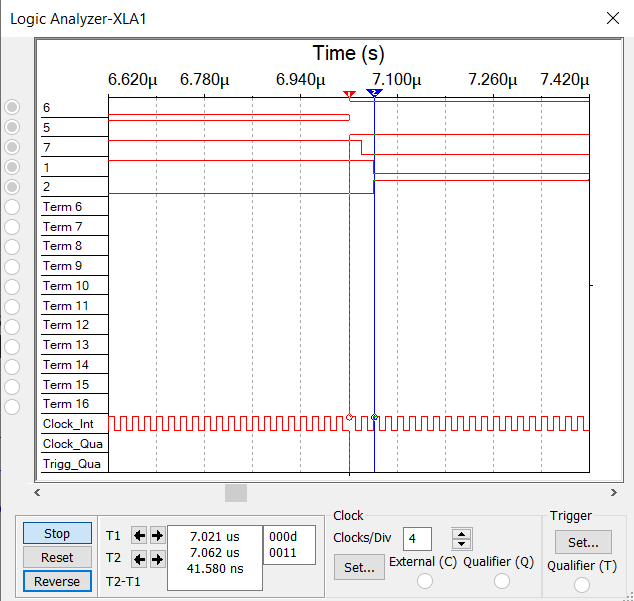 Logic Analyzer-XLA1
Time (s)
6.620μ 6.780μ 6.940μ 7.100μ 7.260μ 7.420μ
1 2
6
5
7
1
2
Term 6
Term 7
Term 8
Term 9
Term 10
Term 11
Term 12
Term 13
Term 14
Term 15
Term 16
Clock_Int
Clock_Qua
Trigg_Qua
Stop
Reset
Reverse
T1 7.021 us 000d
T2 7.062 us 0011
T2-T1 41.580 ns
Clock
Clocks/Div 4
Set...
External (C) Qualifier (Q)
Trigger
Set...
Qualifier (T)